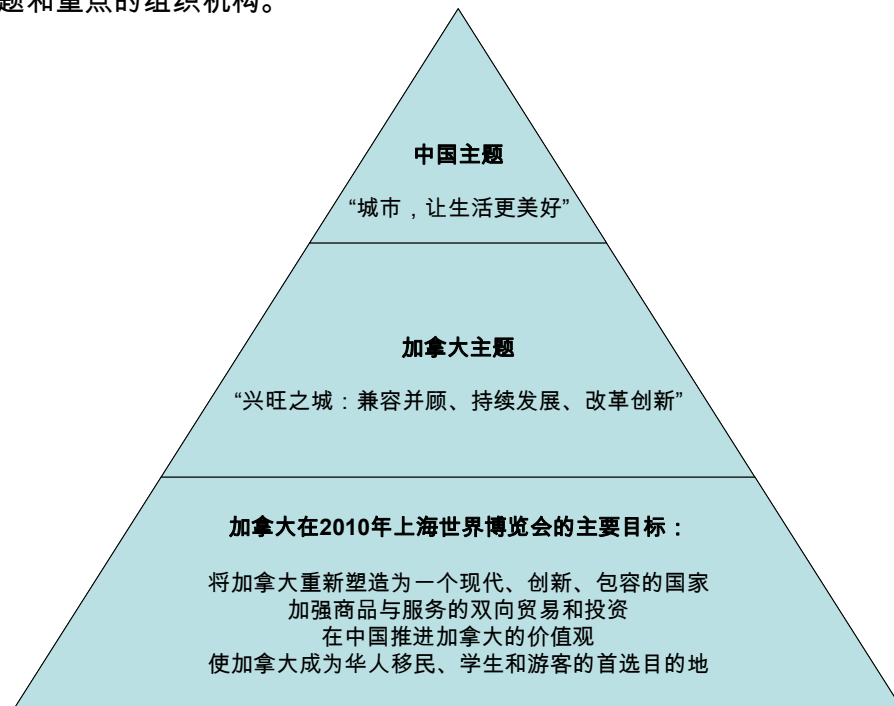 题和重点的组织机构。
中国主题
“城市，让生活更美好”
加拿大主题
“兴旺之城：兼容并顾、持续发展、改革创新”
加拿大在2010年上海世界博览会的主要目标：
将加拿大重新塑造为一个现代、创新、包容的国家
加强商品与服务的双向贸易和投资
在中国推进加拿大的价值观
使加拿大成为华人移民、学生和游客的首选目的地